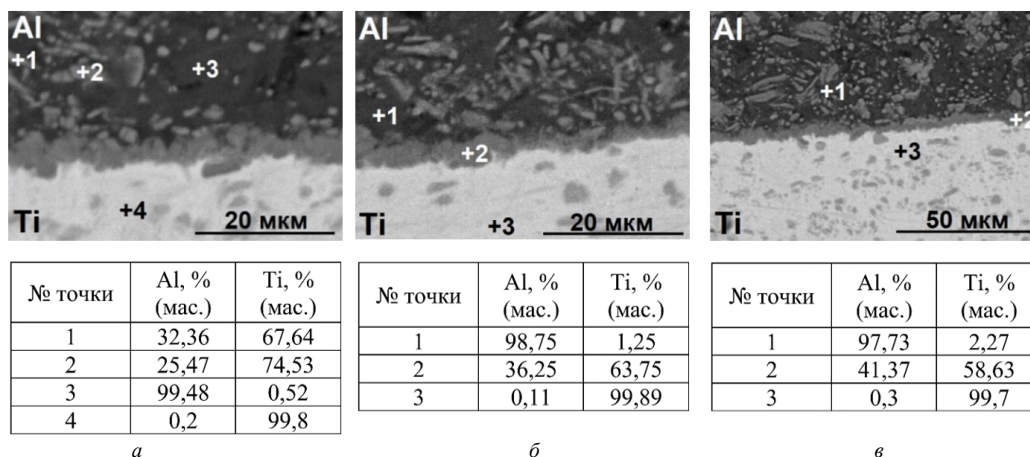 Al
+1
+2
+3
+4
Ti
20 мкм
Al
+1
+2
+3
Ti
20 мкм
Al
+1
+2
+3
Ti
50 мкм
№ точки Al, % (мас.) Ti, % (мас.)
1 32,36 67,64
2 25,47 74,53
3 99,48 0,52
4 0,2 99,8
№ точки Al, % (мас.) Ti, % (мас.)
1 98,75 1,25
2 36,25 63,75
3 0,11 99,89
№ точки Al, % (мас.) Ti, % (мас.)
1 97,73 2,27
2 41,37 58,63
3 0,3 99,7
а
б
в